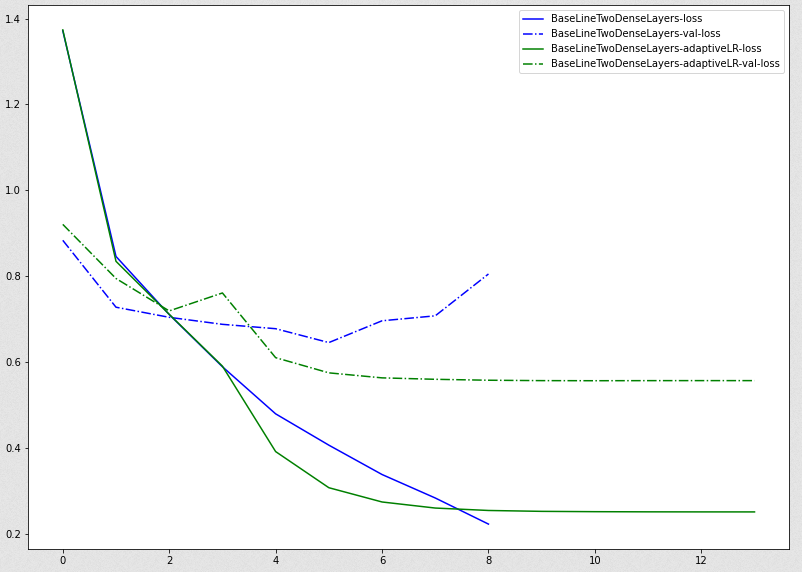 BaseLineTwoDenseLayers-loss
BaseLineTwoDenseLayers-val-loss
BaseLineTwoDenseLayers-adaptiveLR-loss
BaseLineTwoDenseLayers-adaptiveLR-val-loss
1.4
1.2
1.0
0.8
0.6
0.4
0.2
0 2 4 6 8 10 12